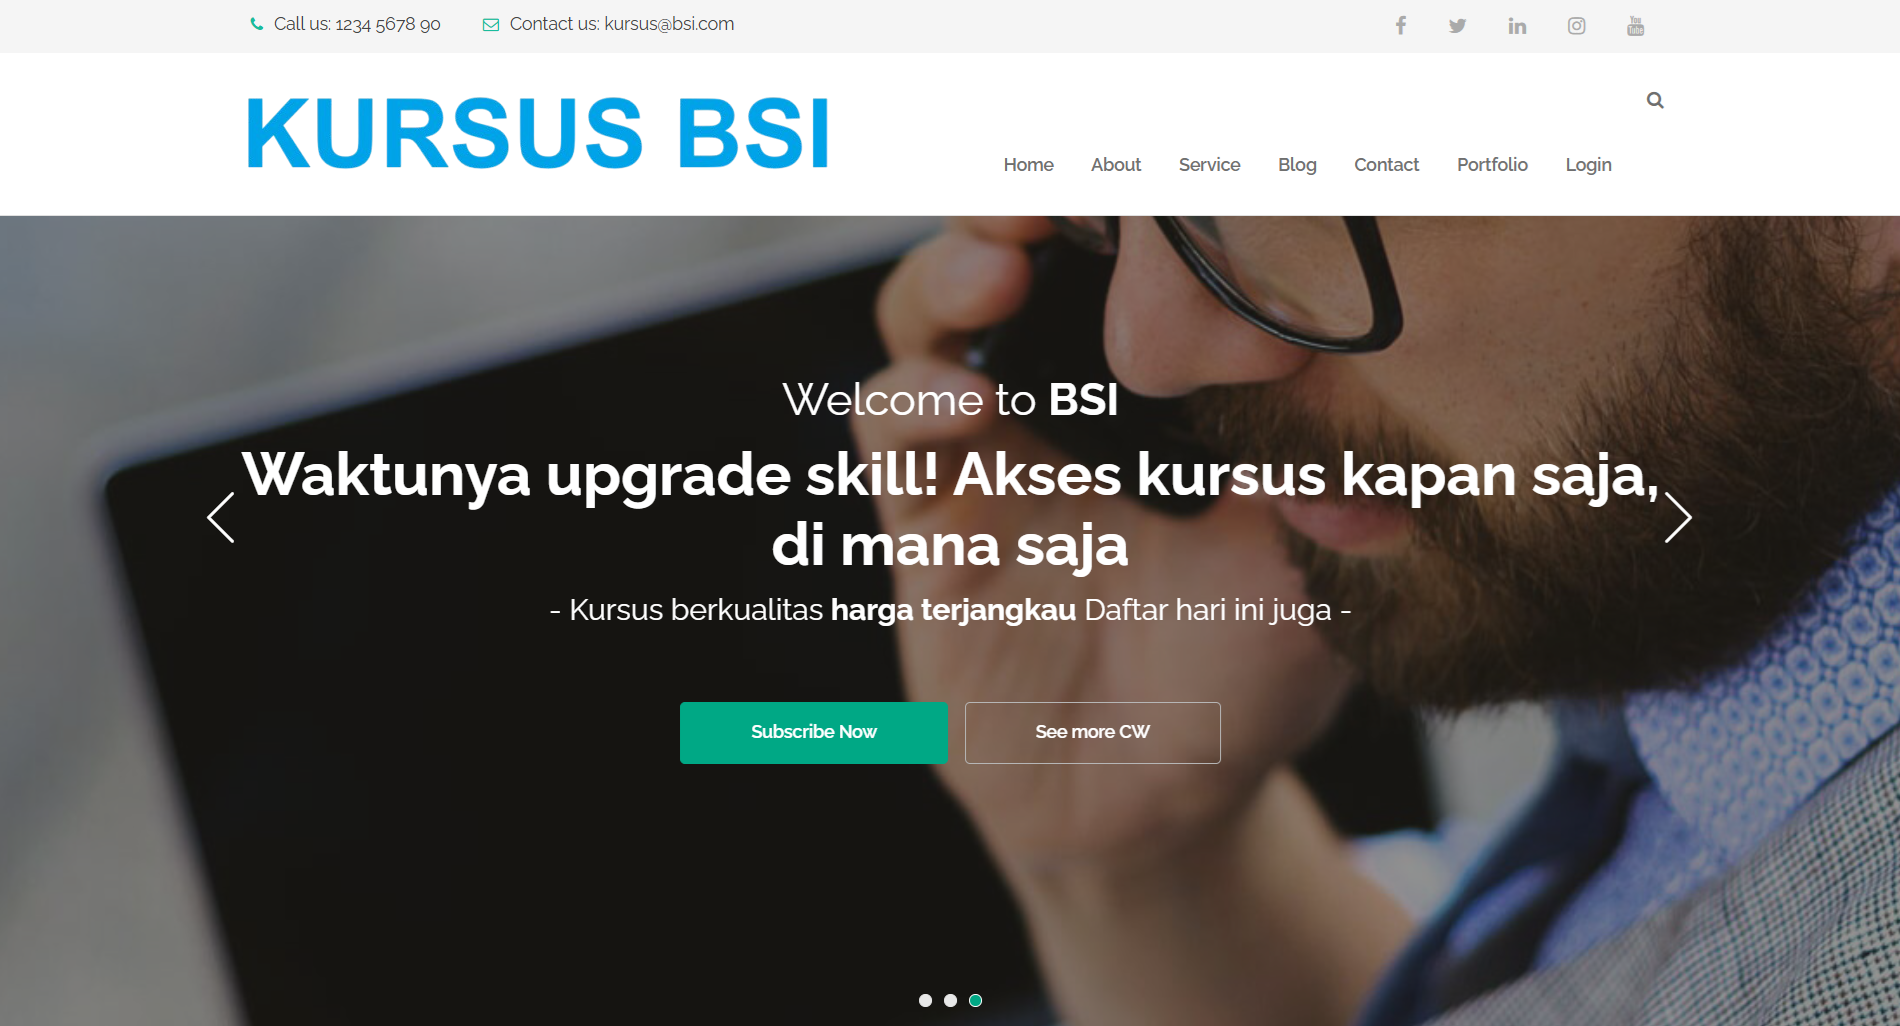 Call us: 1234 5678 90
Contact us: kursus@bsi.com
You
Tube
KURSUS BSI
Home About Service Blog Contact Portfolio Login
Welcome to BSI
Waktunya upgrade skill! Akses kursus kapan saja,
di mana saja
- Kursus berkualitas harga terjangkau Daftar hari ini juga -
Subscribe Now
See more CW